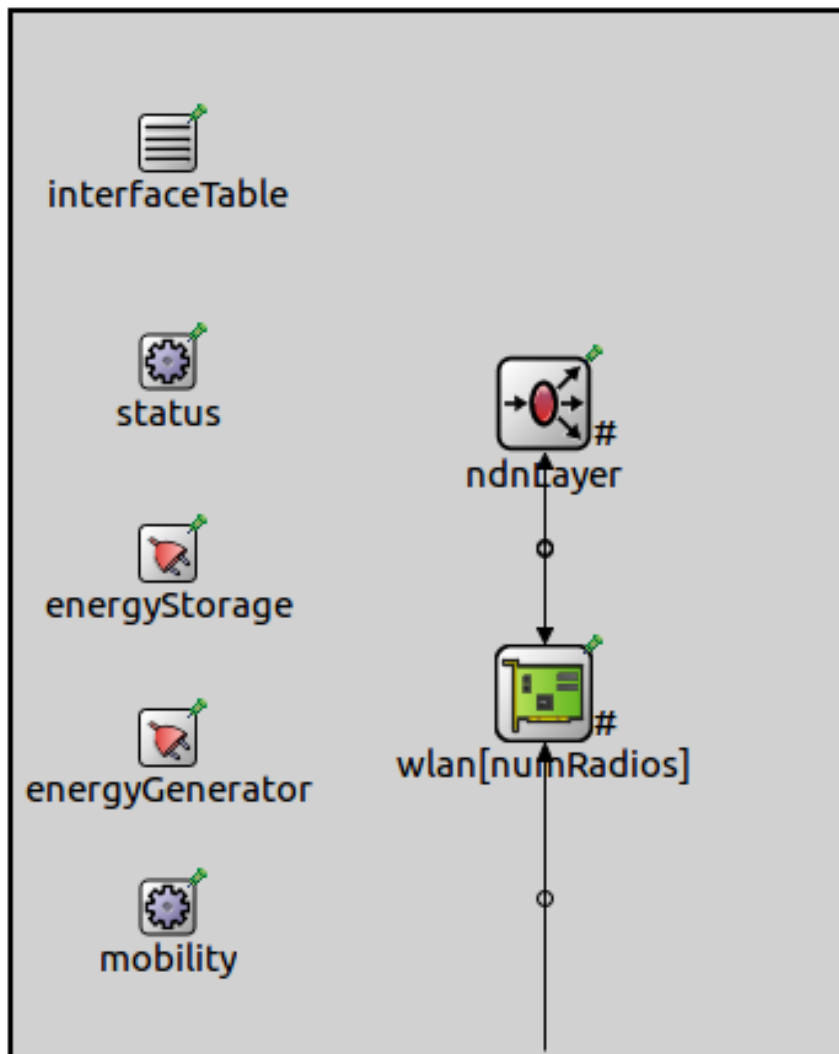 interfaceTable
status
#
ndnLayer
energyStorage
#
wlan[numRadios]
energyGenerator
mobility